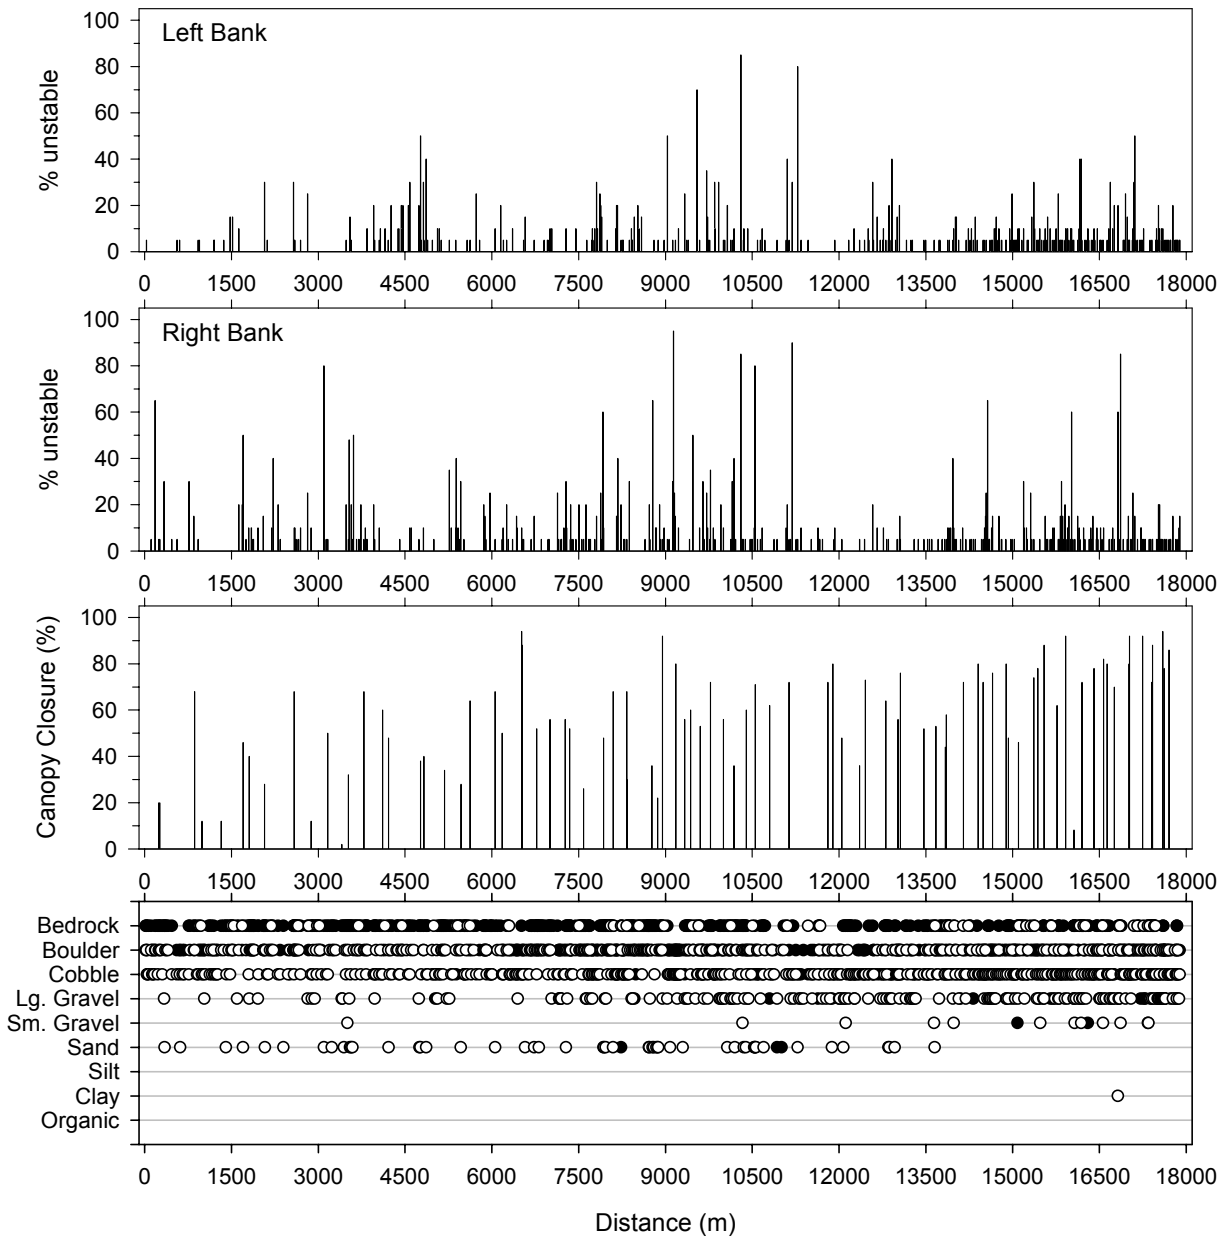 Left Bank
% unstable
100
80
60
40
20
0
0 1500 3000 4500 6000 7500 9000 10500 12000 13500 15000 16500 18000
Right Bank
% unstable
100
80
60
40
20
0
0 1500 3000 4500 6000 7500 9000 10500 12000 13500 15000 16500 18000
Canopy Closure (%)
100
80
60
40
20
0
0 1500 3000 4500 6000 7500 9000 10500 12000 13500 15000 16500 18000
Bedrock
Boulder
Cobble
Lg. Gravel
Sm. Gravel
Sand
Silt
Clay
Organic
0 1500 3000 4500 6000 7500 9000 10500 12000 13500 15000 16500 18000
Distance (m)